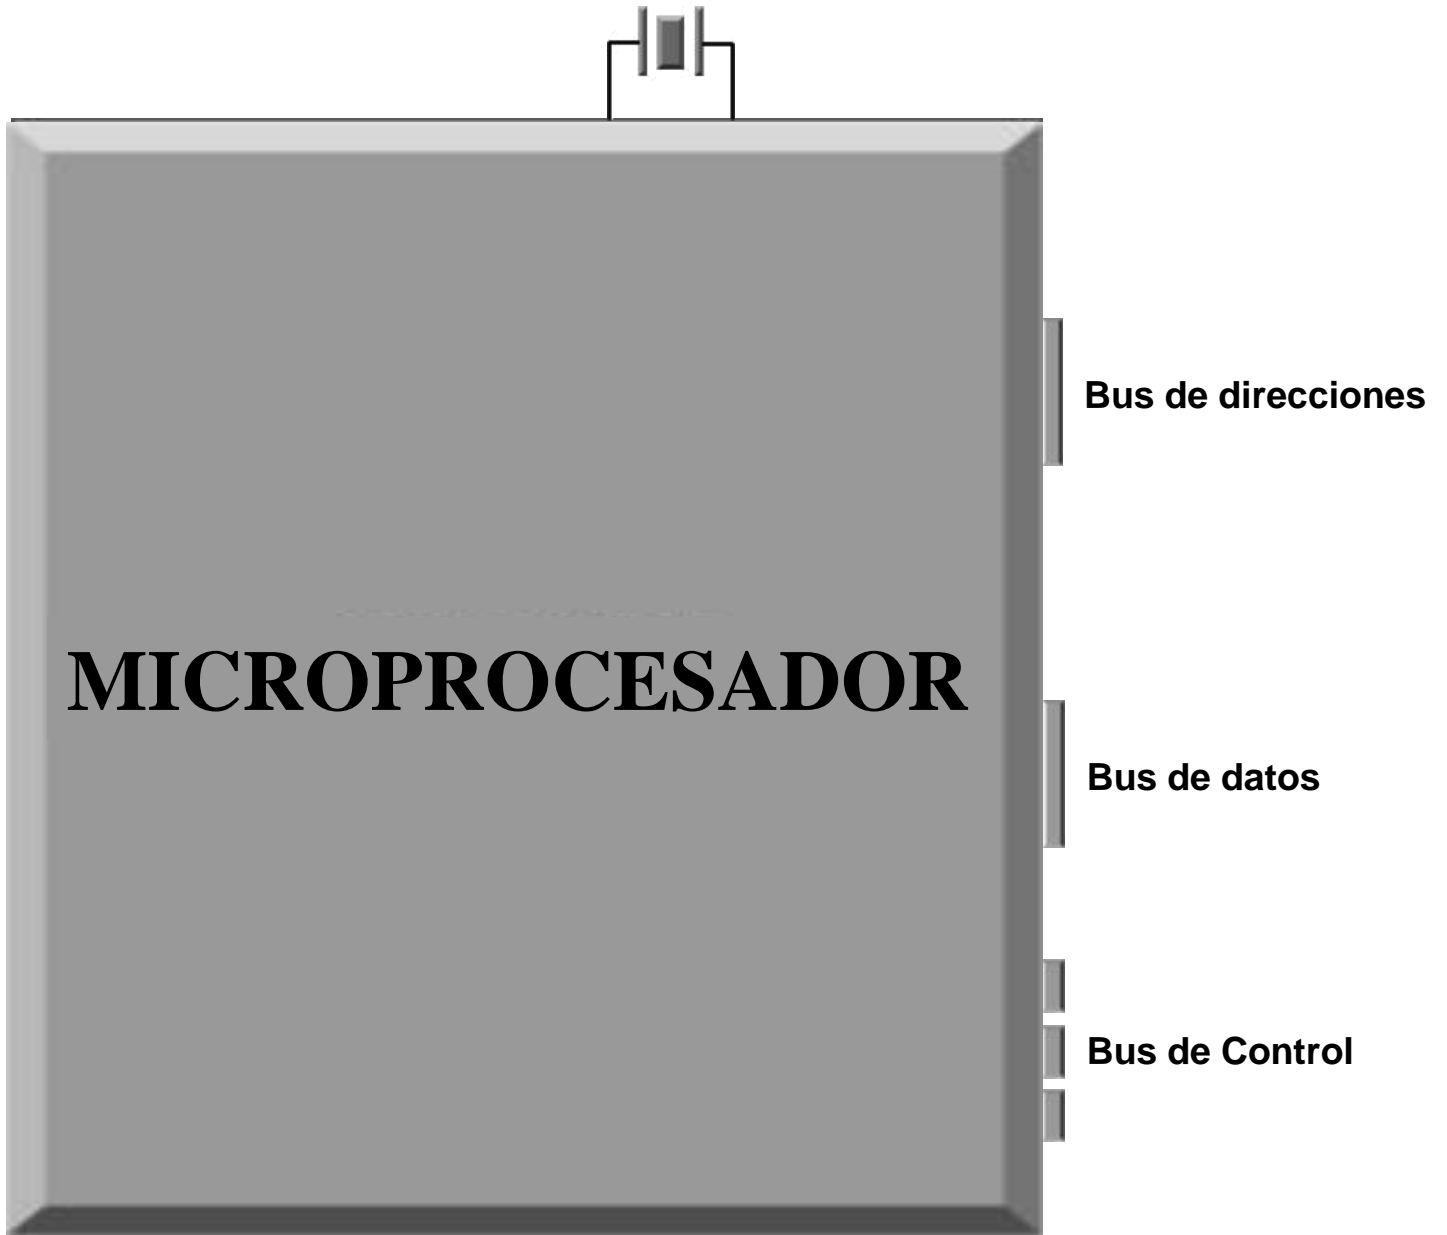 Bus de direcciones
MICROPROCESADOR
Bus de datos
Bus de Control